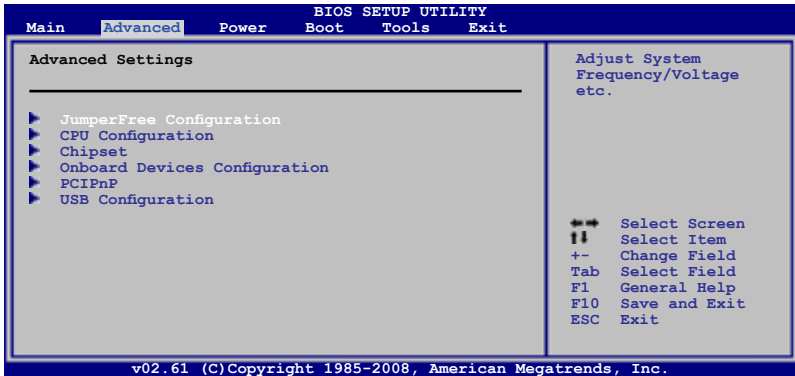 BIOS SETUP UTILITY
Main Advanced Power Boot Tools Exit
Advanced Settings
JumperFree Configuration
CPU Configuration
Chipset
Onboard Devices Configuration
PCIPnP
USB Configuration
Adjust System
Frequency/Voltage
etc.
Select Screen
Select Item
+- Change Field
Tab Select Field
F1 General Help
F10 Save and Exit
ESC Exit
v02.61 (C)Copyright 1985-2008, American Megatrends, Inc.